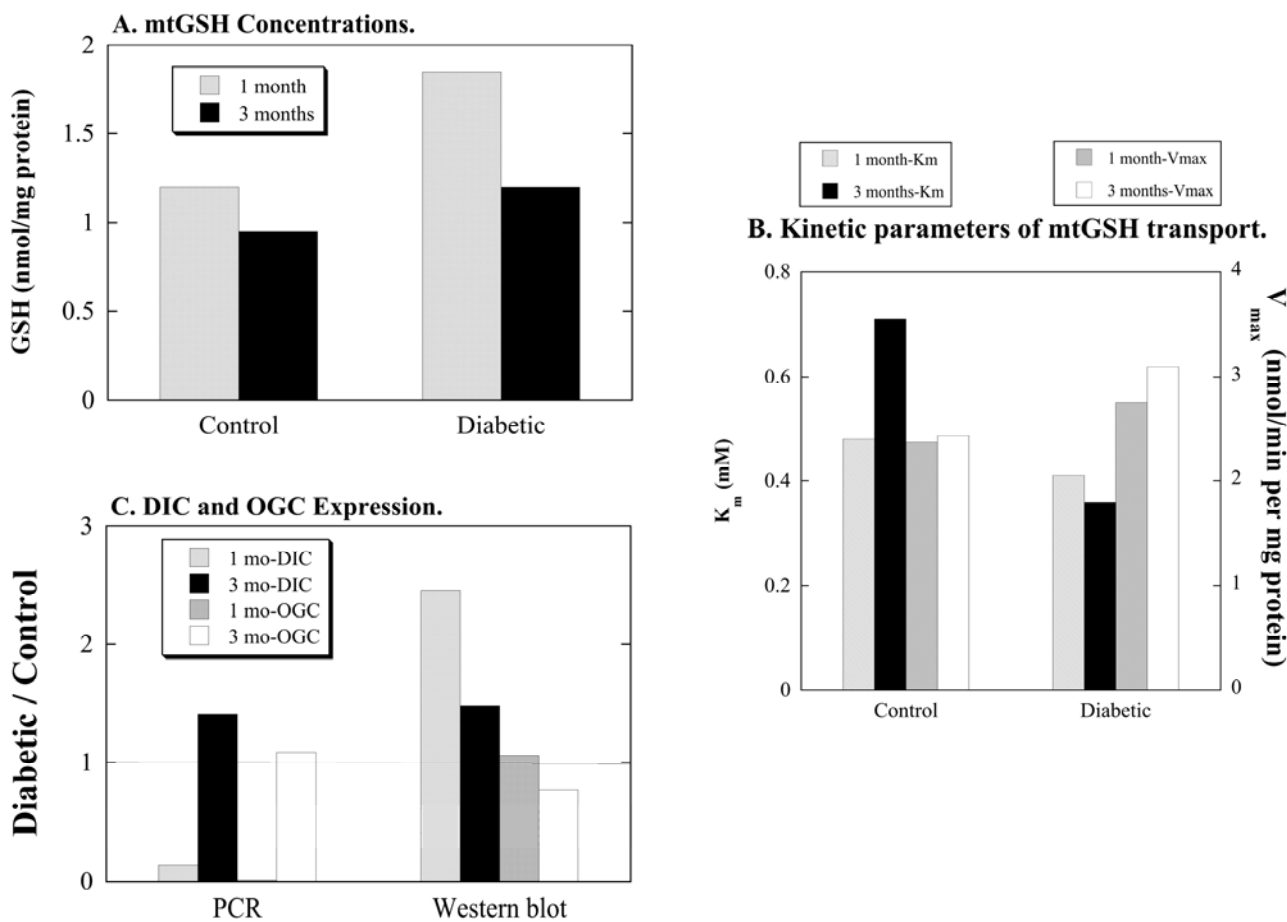 A. mtGSH Concentrations.
2
1.5
1
0.5
0
GSH (nmol/mg protein)
1 month
3 months
Control
Diabetic
1 month-Km
3 months-Km
1 month-Vmax
3 months-Vmax
B. Kinetic parameters of mtGSH transport.
0.8
0.6
0.4
0.2
0
K_m (mM)
4
3
2
1
0
V_max (nmol/min per mg protein)
Control
Diabetic
C. DIC and OGC Expression.
3
2
1
0
Diabetic / Control
1 mo-DIC
3 mo-DIC
1 mo-OGC
3 mo-OGC
PCR
Western blot